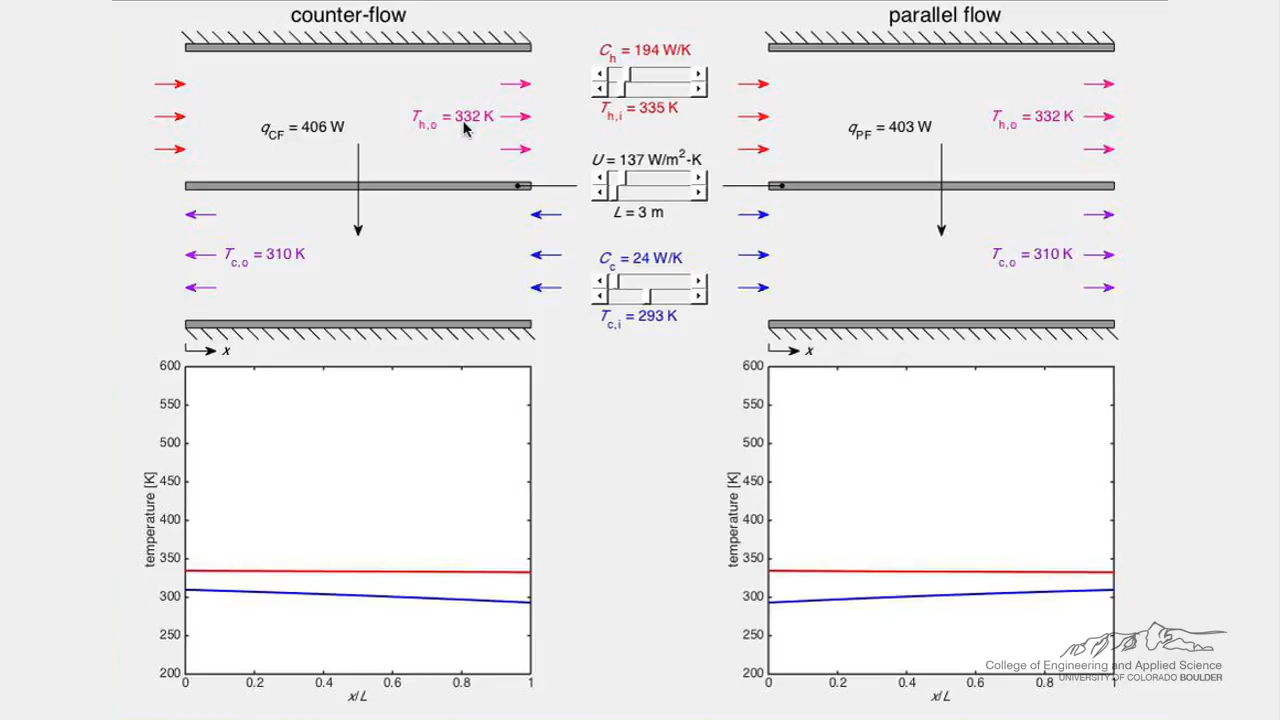 counter-flow
parallel flow
C_h = 194 W/K
T_h,i = 335 K
T_h,o = 332 K
q_CF = 406 W
T_h,o = 332 K
q_PF = 403 W
U = 137 W/m²-K
L = 3 m
T_c,o = 310 K
C_c = 24 W/K
T_c,i = 293 K
T_c,o = 310 K
x
x
600
550
500
450
400
350
300
250
200
temperature [K]
0 0.2 0.4 0.6 0.8 1
x/L
600
550
500
450
400
350
300
250
200
temperature [K]
0 0.2 0.4 0.6 0.8 1
x/L
College of Engineering and Applied Science
UNIVERSITY OF COLORADO BOULDER